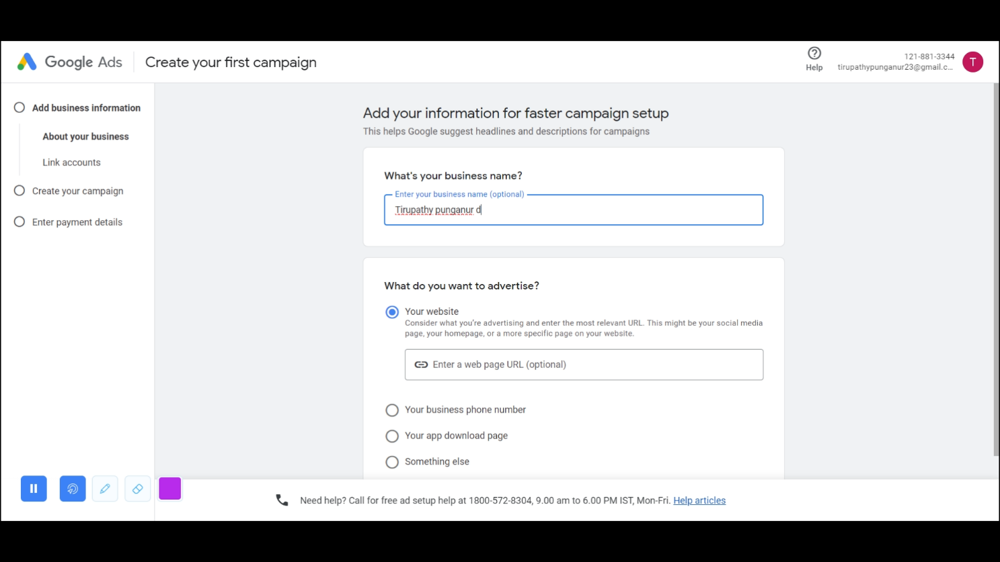 Google Ads
Create your first campaign
Help
121-881-3344
tirupathypunganur23@gmail.c...
T
Add business information
About your business
Link accounts
Create your campaign
Enter payment details
Add your information for faster campaign setup
This helps Google suggest headlines and descriptions for campaigns
What's your business name?
Enter your business name (optional)
Tirupathy punganur d
What do you want to advertise?
Your website
Consider what you're advertising and enter the most relevant URL. This might be your social media
page, your homepage, or a more specific page on your website.
Enter a web page URL (optional)
Your business phone number
Your app download page
Something else
Need help? Call for free ad setup help at 1800-572-8304, 9.00 am to 6.00 PM IST, Mon-Fri. Help articles